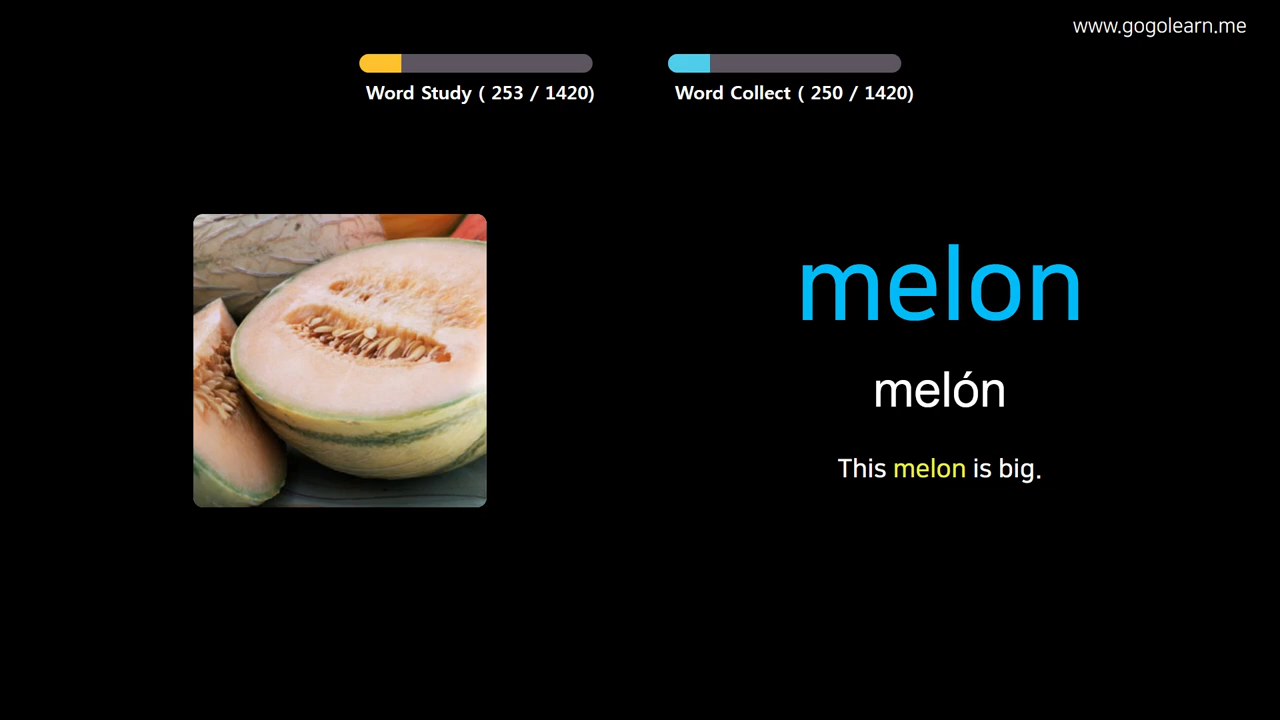 www.gogolearn.me
Word Study ( 253 / 1420)
Word Collect ( 250 / 1420)
melon
melón
This melon is big.